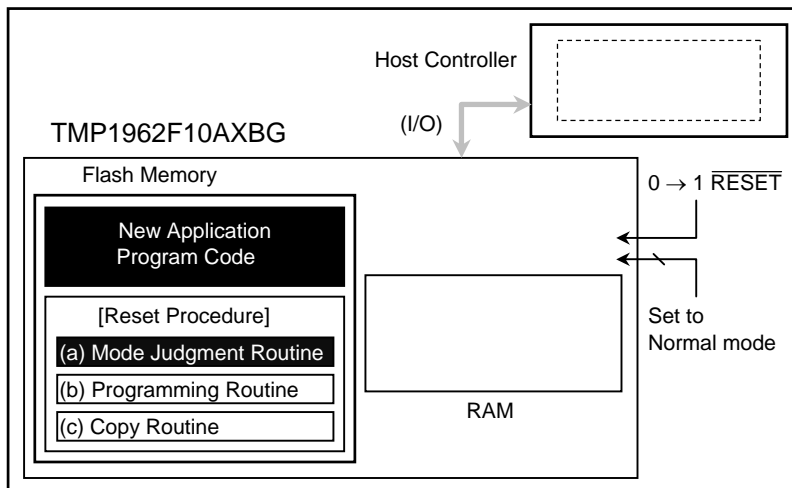 Host Controller
(I/O)
TMP1962F10AXBG
Flash Memory
0 → 1 R̅E̅S̅E̅T̅
New Application
Program Code
[Reset Procedure]
(a) Mode Judgment Routine
(b) Programming Routine
(c) Copy Routine
Set to
Normal mode
RAM